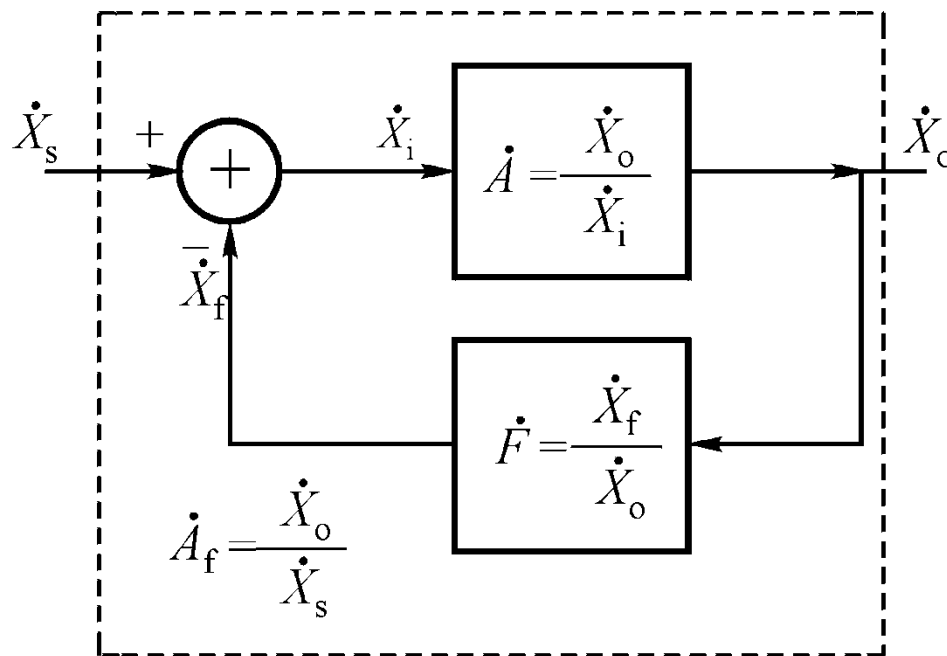 Ẋs
+
+
Ẋi
Ȧ = Ẋo / Ẋi
Ẋo
−
Ẋf
Ḟ = Ẋf / Ẋo
Ȧf = Ẋo / Ẋs